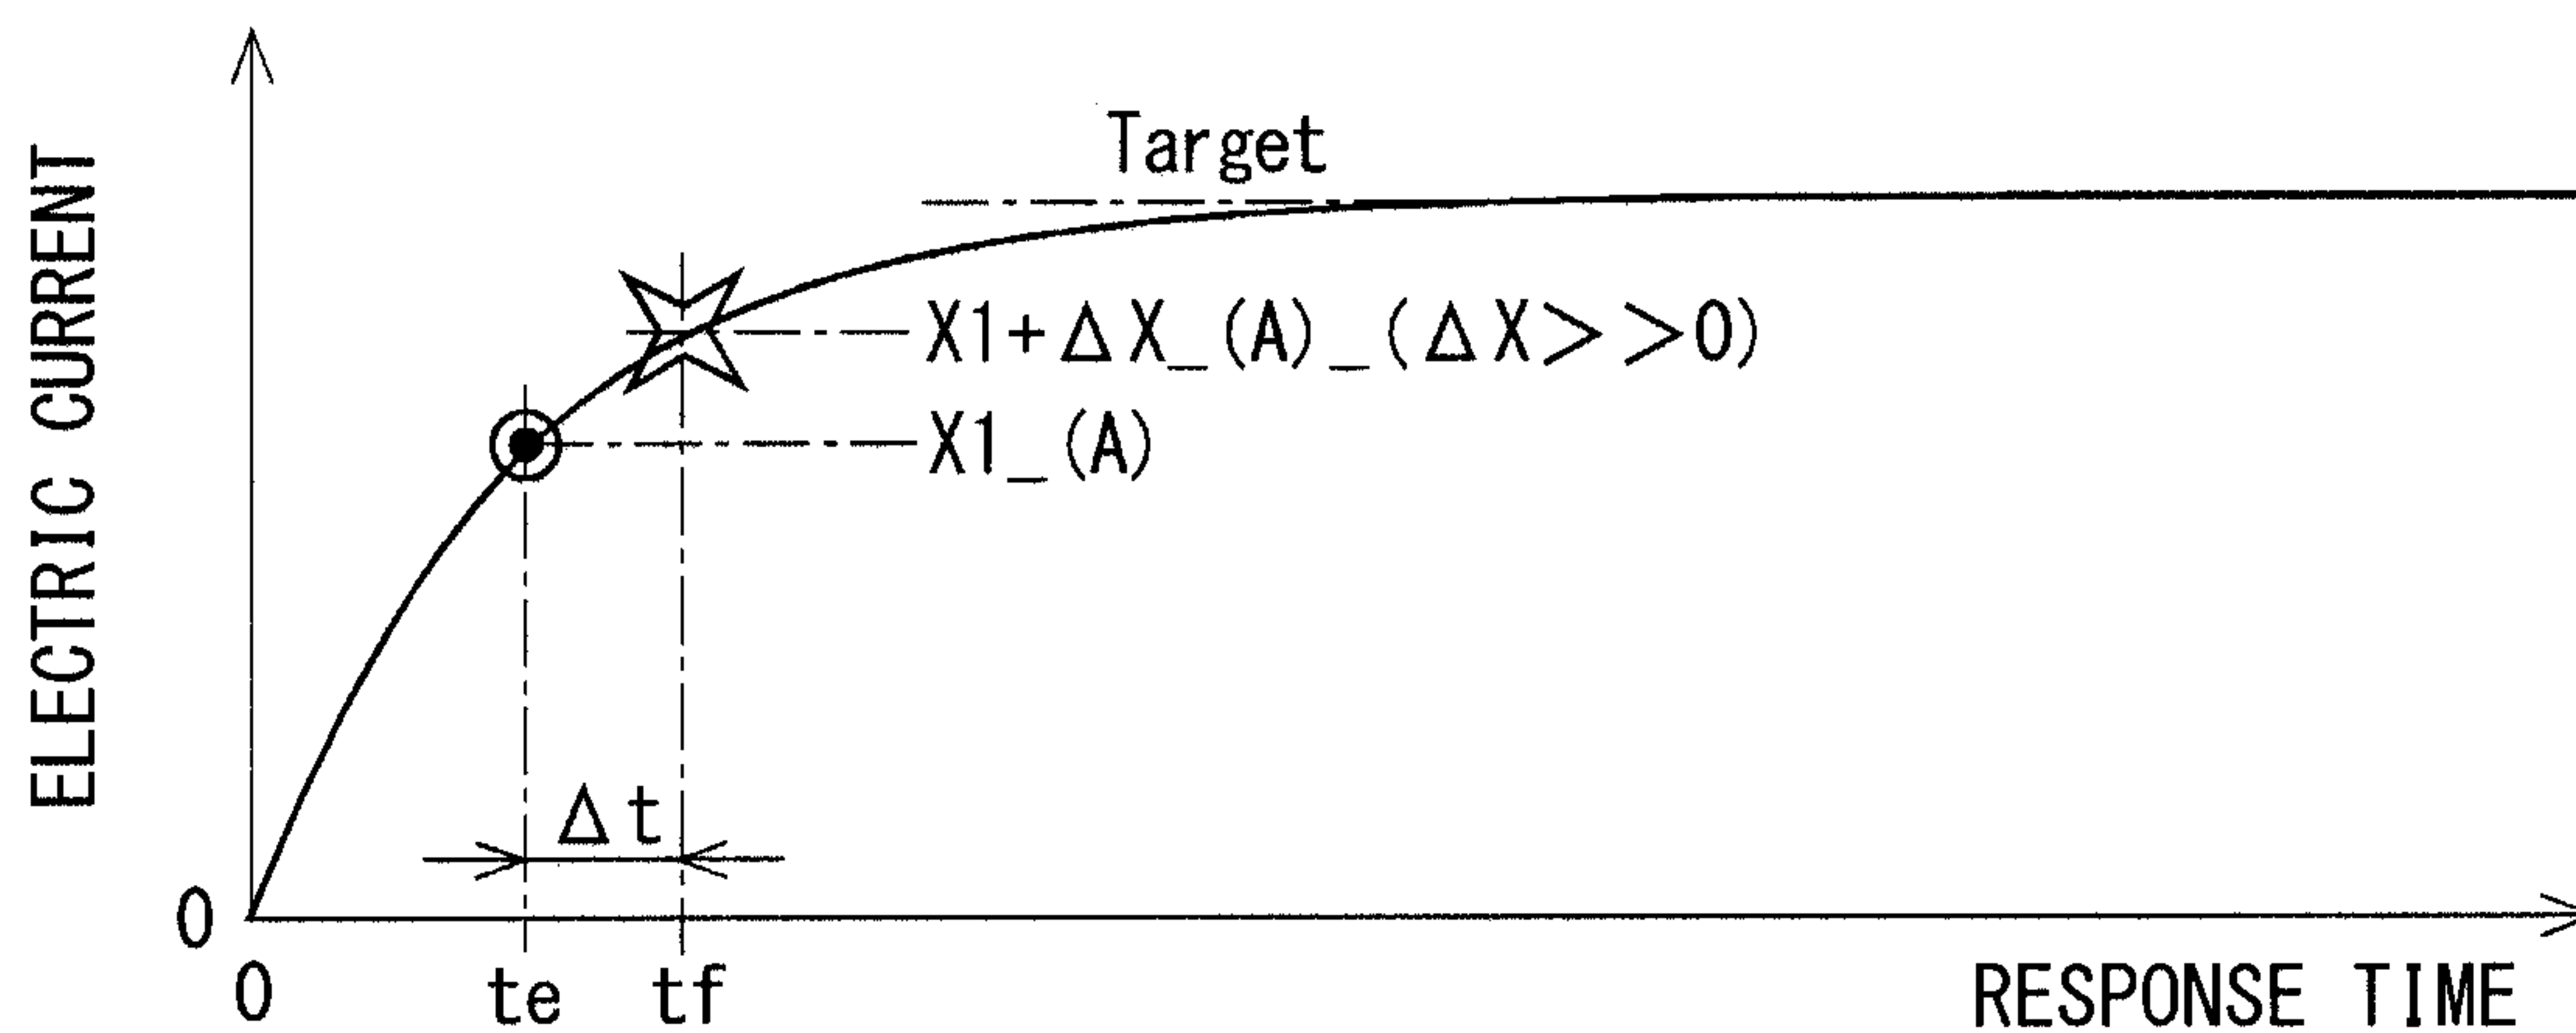 ELECTRIC CURRENT
Target
X1+ΔX_(A)_(ΔX>>0)
X1_(A)
Δt
0
0
te
tf
RESPONSE TIME